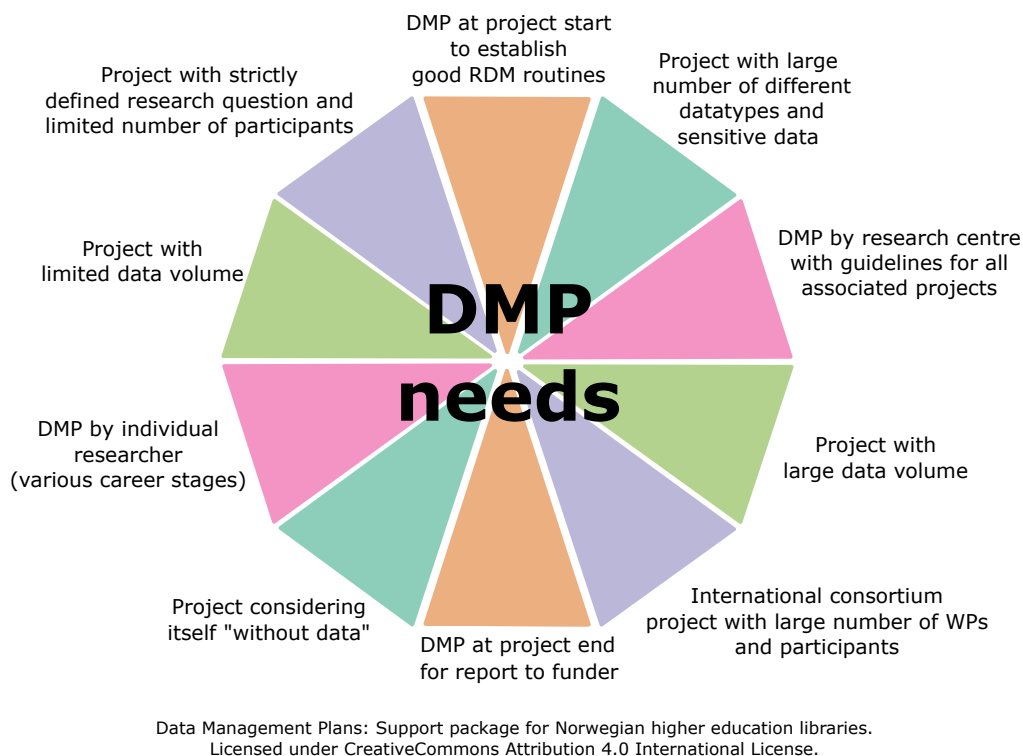 DMP at project start
to establish
good RDM routines
Project with large
number of different
datatypes and
sensitive data
DMP by research centre
with guidelines for all
associated projects
Project with
large data volume
International consortium
project with large number of WPs
and participants
DMP at project end
for report to funder
Project considering
itself "without data"
DMP by individual
researcher
(various career stages)
Project with
limited data volume
Project with strictly
defined research question and
limited number of participants
DMP
needs
Data Management Plans: Support package for Norwegian higher education libraries.
Licensed under CreativeCommons Attribution 4.0 International License.